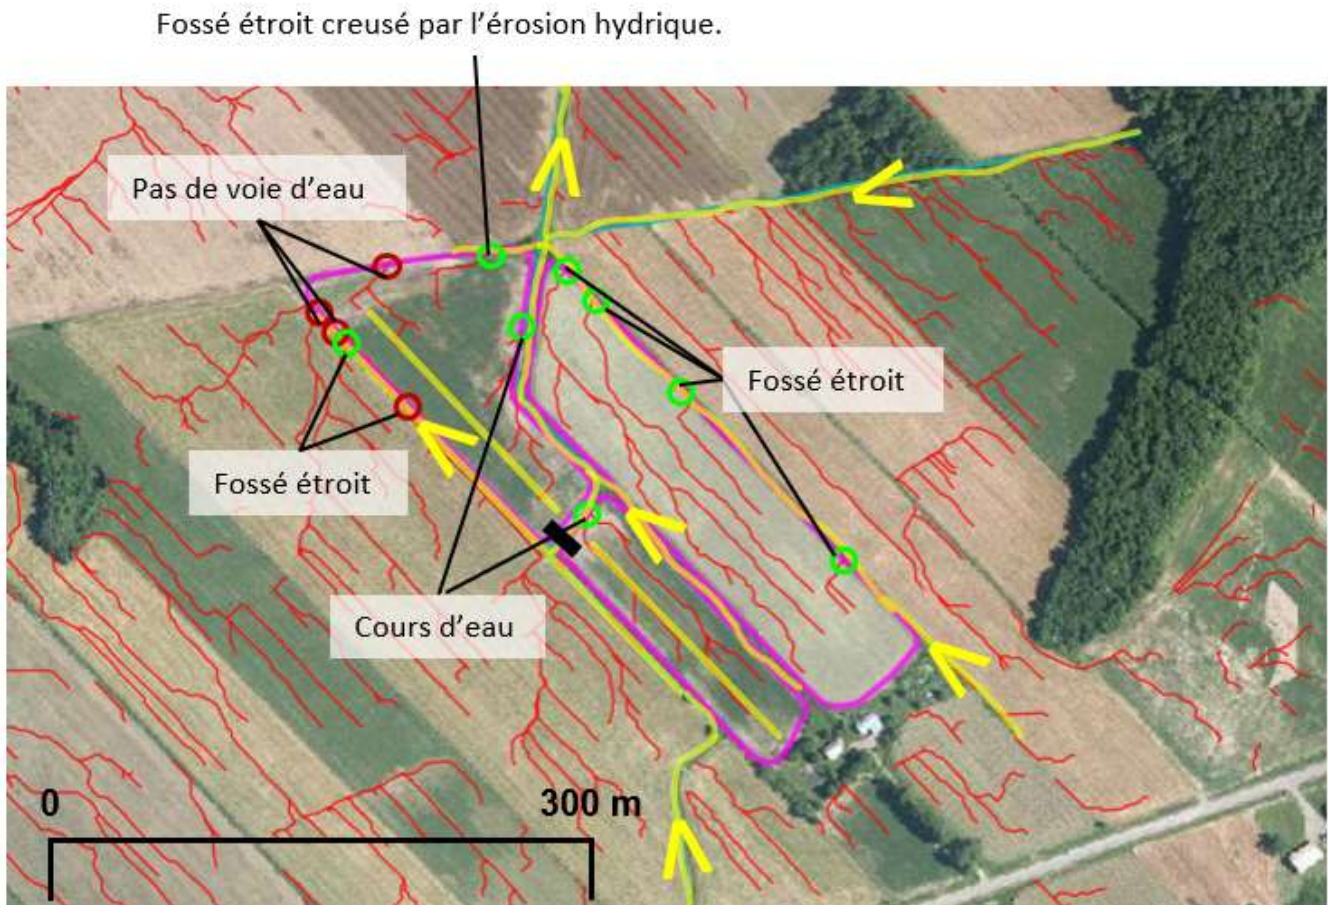 Fossé étroit creusé par l'érosion hydrique.
Pas de voie d'eau
Fossé étroit
Fossé étroit
Cours d'eau
0 300 m